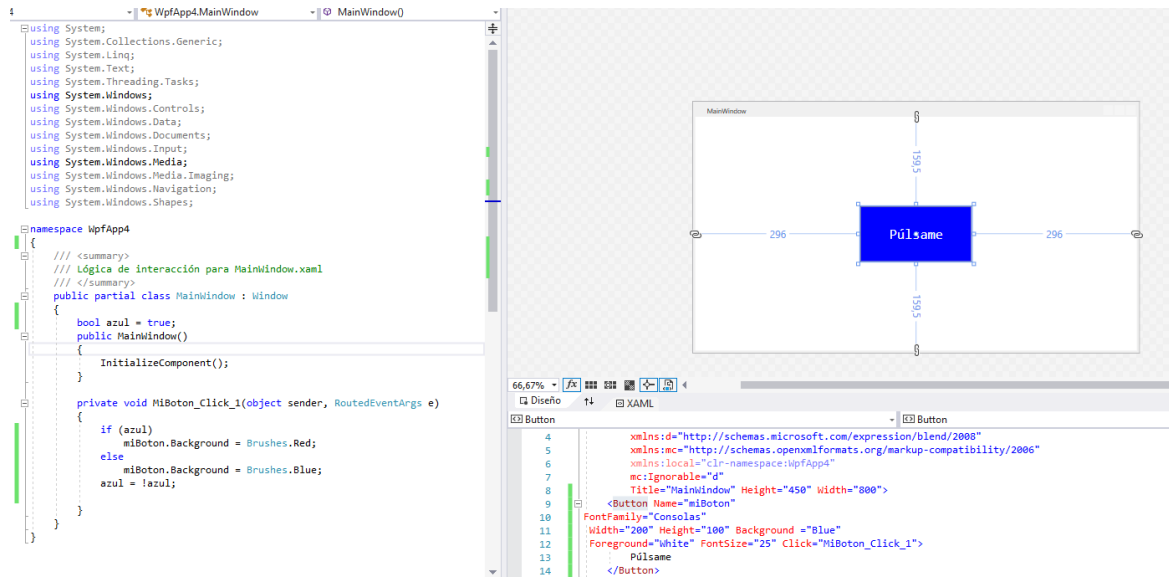 4
WpfApp4.MainWindow
MainWindow()
using System;
using System.Collections.Generic;
using System.Linq;
using System.Text;
using System.Threading.Tasks;
using System.Windows;
using System.Windows.Controls;
using System.Windows.Data;
using System.Windows.Documents;
using System.Windows.Input;
using System.Windows.Media;
using System.Windows.Media.Imaging;
using System.Windows.Navigation;
using System.Windows.Shapes;
namespace WpfApp4
{
/// <summary>
/// Lógica de interacción para MainWindow.xaml
/// </summary>
public partial class MainWindow : Window
{
bool azul = true;
public MainWindow()
{
InitializeComponent();
}
private void MiBoton_Click_1(object sender, RoutedEventArgs e)
{
if (azul)
miBoton.Background = Brushes.Red;
else
miBoton.Background = Brushes.Blue;
azul = !azul;
}
}
}
MainWindow
159,5
296
Púlsame
296
159,5
66,67%
fx
Diseño
XAML
Button
Button
4 xmlns:d="http://schemas.microsoft.com/expression/blend/2008"
5 xmlns:mc="http://schemas.openxmlformats.org/markup-compatibility/2006"
6 xmlns:local="clr-namespace:WpfApp4"
7 mc:Ignorable="d"
8 Title="MainWindow" Height="450" Width="800">
9 <Button Name="miBoton"
10 FontFamily="Consolas"
11 Width="200" Height="100" Background ="Blue"
12 Foreground="White" FontSize="25" Click="MiBoton_Click_1">
13 Púlsame
14 </Button>